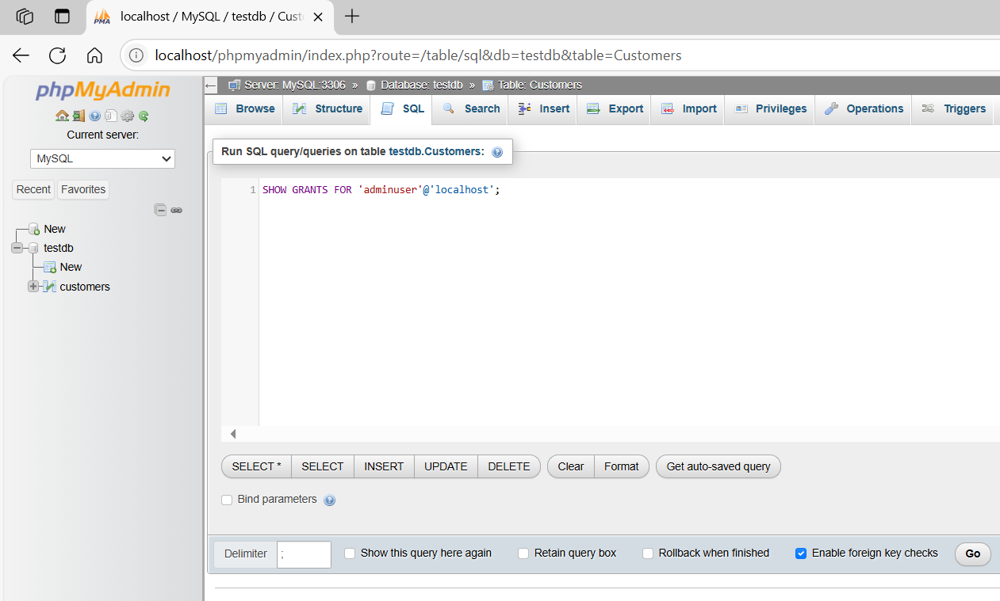 localhost / MySQL / testdb / Cust
localhost/phpmyadmin/index.php?route=/table/sql&db=testdb&table=Customers
phpMyAdmin
Server: MySQL:3306 » Database: testdb » Table: Customers
Browse Structure SQL Search Insert Export Import Privileges Operations Triggers
Current server:
MySQL
Recent Favorites
New
testdb
New
customers
Run SQL query/queries on table testdb.Customers:
1 SHOW GRANTS FOR 'adminuser'@'localhost';
SELECT * SELECT INSERT UPDATE DELETE Clear Format Get auto-saved query
Bind parameters
Delimiter ; Show this query here again Retain query box Rollback when finished Enable foreign key checks Go